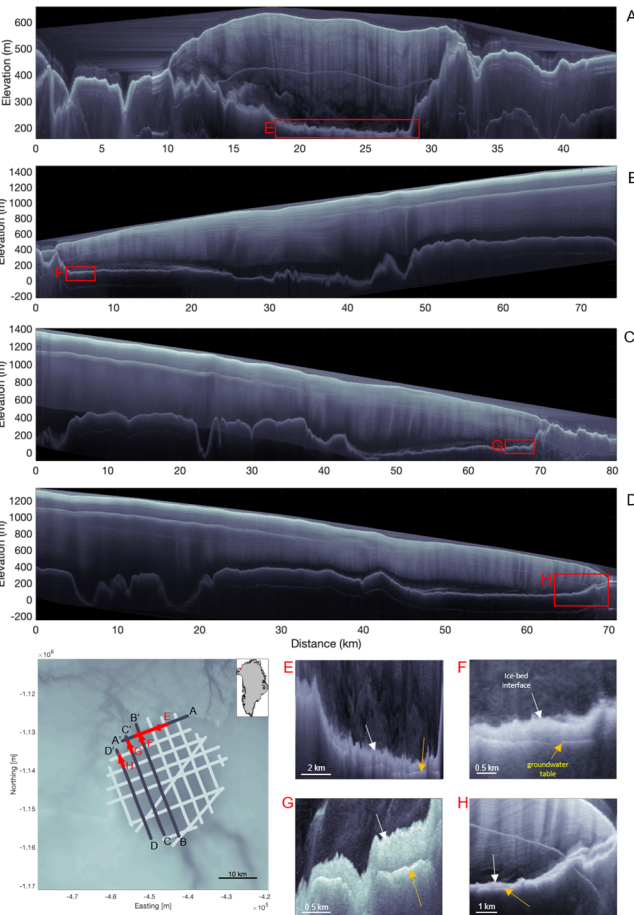 A
Elevation (m)
600
500
400
300
200
E
0 5 10 15 20 25 30 35 40
B
Elevation (m)
1400
1200
1000
800
600
400
200
0
-200
0 10 20 30 40 50 60 70
C
Elevation (m)
1400
1200
1000
800
600
400
200
0
G
0 10 20 30 40 50 60 70 80
D
Elevation (m)
1200
1000
800
600
400
200
0
-200
H
0 10 20 30 40 50 60 70
Distance (km)
×10⁶
-1.12
-1.13
-1.14
-1.15
-1.16
-1.17
Northing [m]
A
B'
C'
A'
D'
E
F
G
H
D C B
10 km
-4.7 -4.6 -4.5 -4.4 -4.3 -4.2
Easting [m]
×10⁵
E
2 km
F
Ice-bed
interface
groundwater
table
0.5 km
G
0.5 km
H
1 km